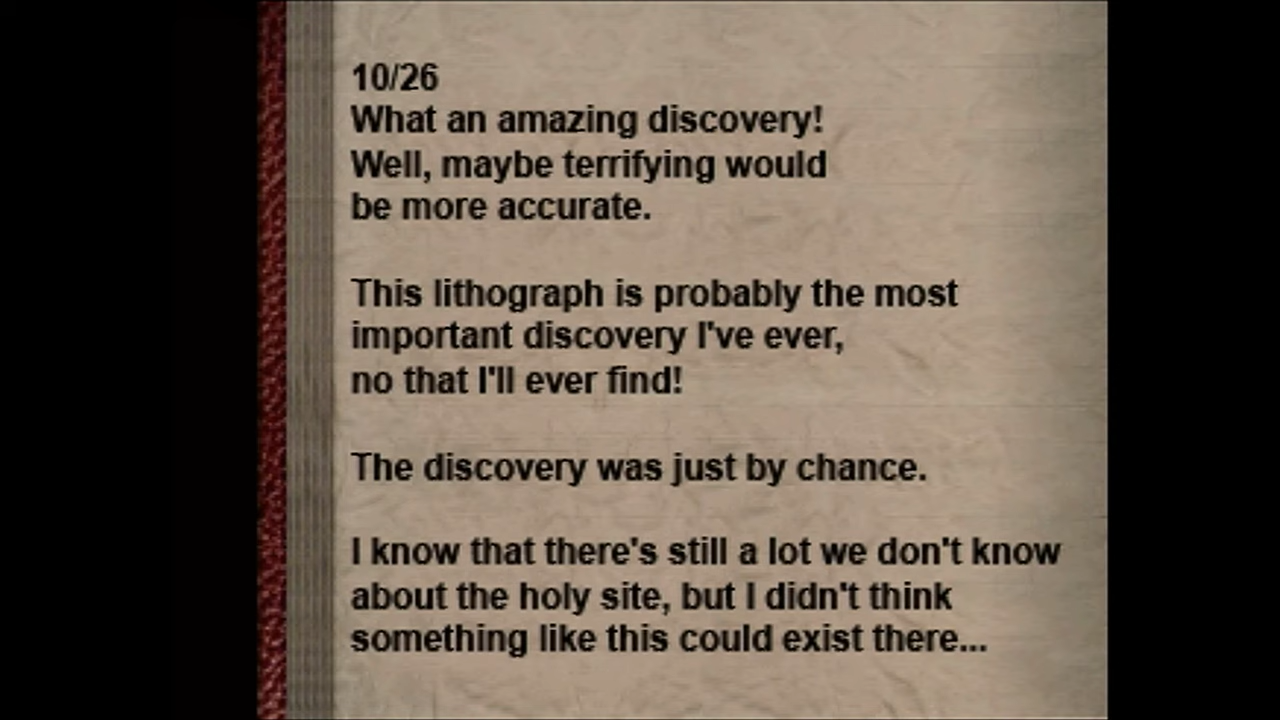 10/26
What an amazing discovery!
Well, maybe terrifying would
be more accurate.
This lithograph is probably the most
important discovery I've ever,
no that I'll ever find!
The discovery was just by chance.
I know that there's still a lot we don't know
about the holy site, but I didn't think
something like this could exist there...